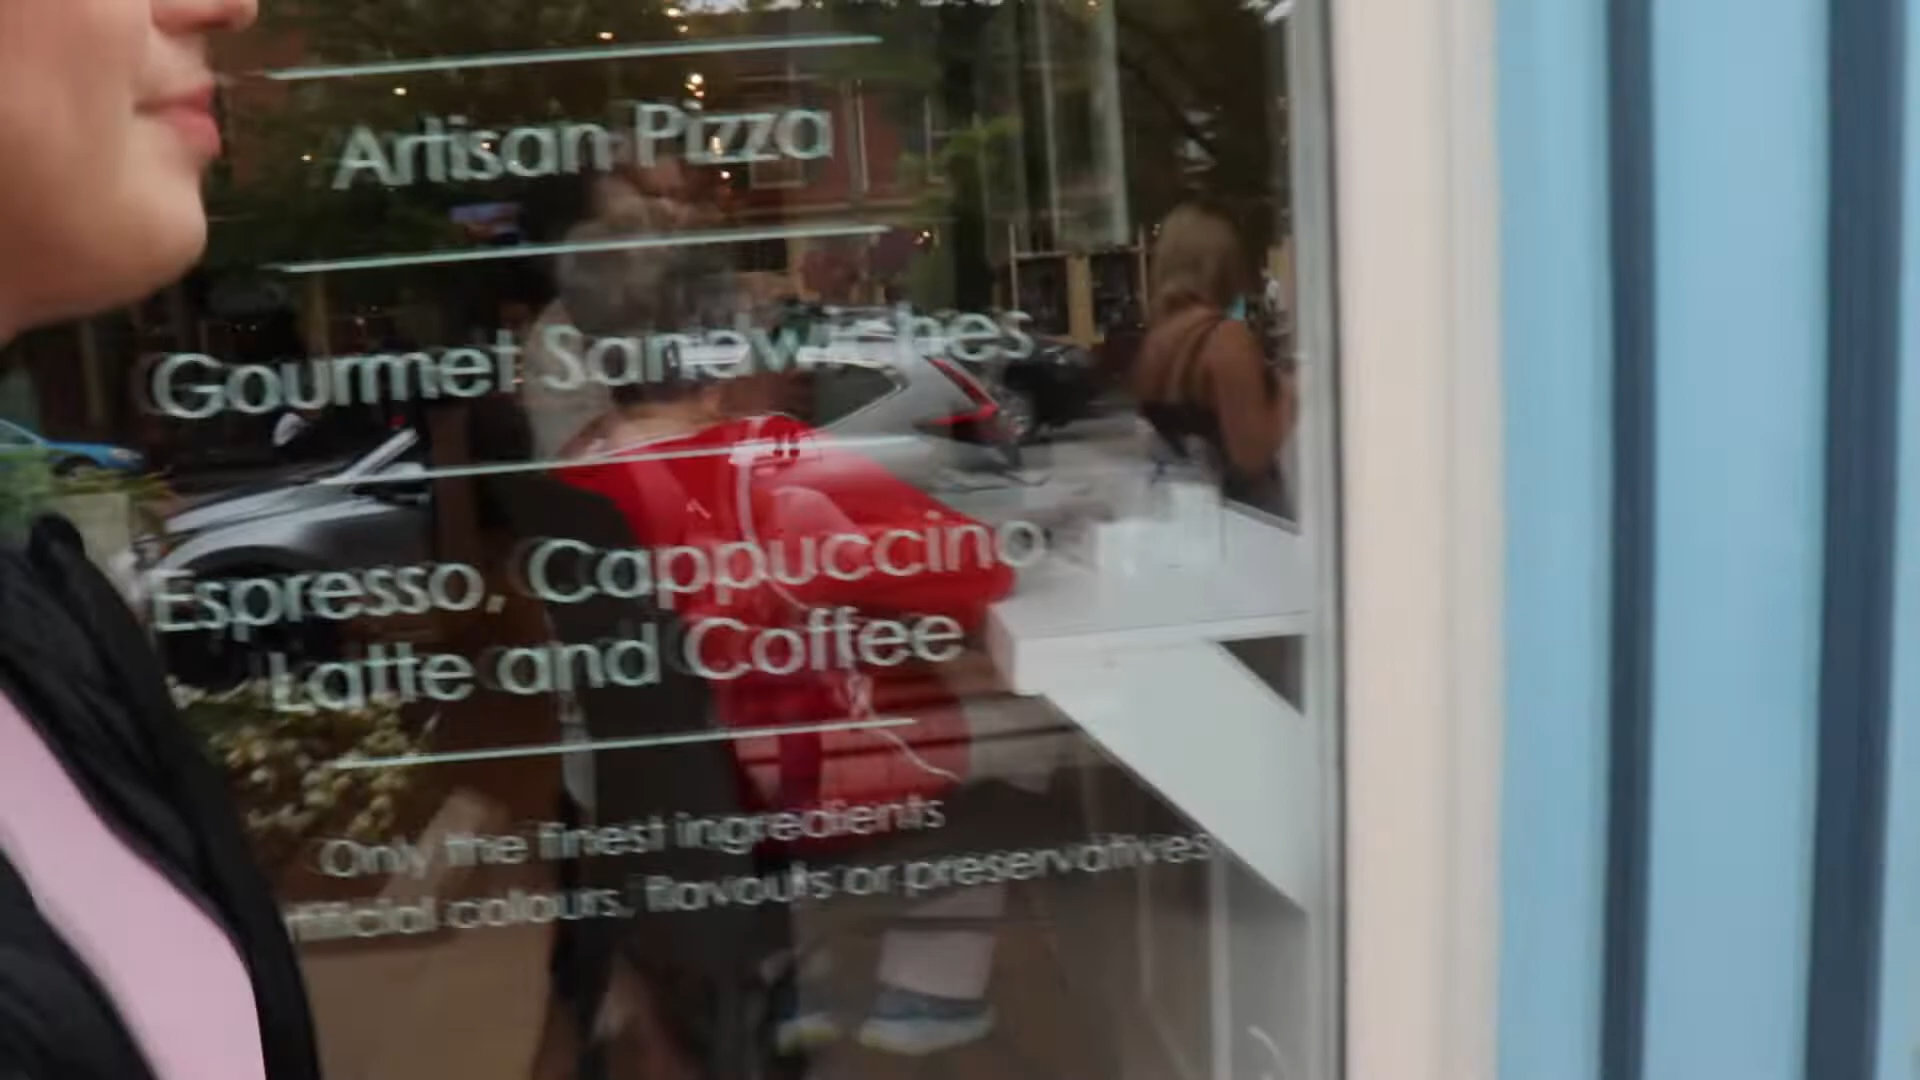 Artisan Pizza
Gourmet Sandwiches
Espresso, Cappuccino
Latte and Coffee
Only the finest ingredients
colours, flavours or preservatives